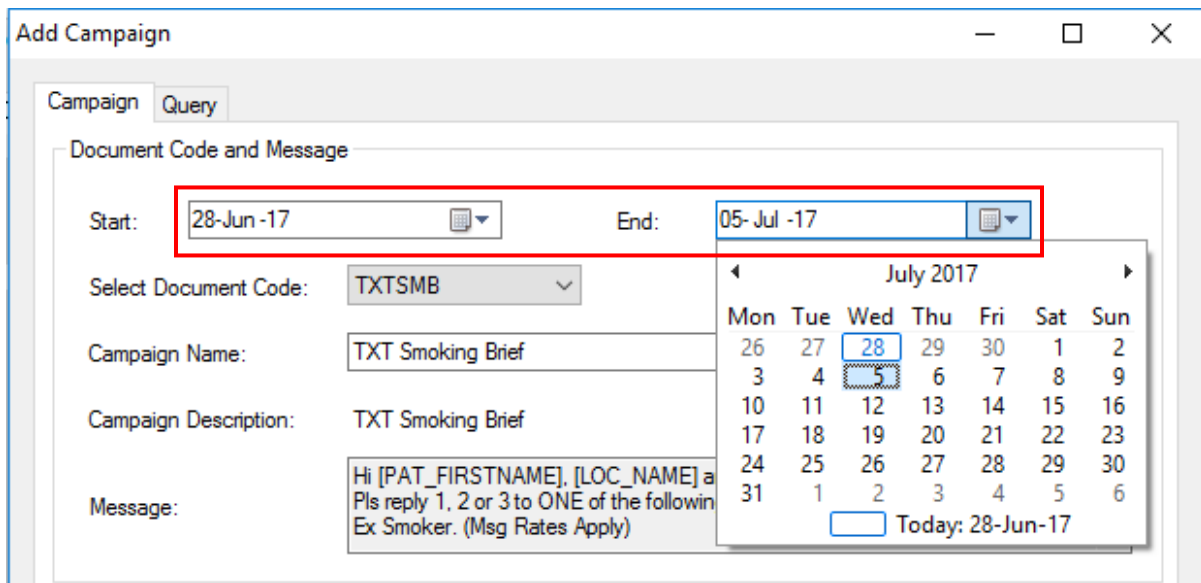 Add Campaign
Campaign Query
Document Code and Message
Start: 28-Jun -17 End: 05- Jul -17
Select Document Code: TXTSMB
Campaign Name: TXT Smoking Brief
Campaign Description: TXT Smoking Brief
Message:
Hi [PAT_FIRSTNAME], [LOC_NAME]
Pls reply 1, 2 or 3 to ONE of the
Ex Smoker. (Msg Rates Apply)
July 2017
Mon Tue Wed Thu Fri Sat Sun
26 27 28 29 30 1 2
3 4 5 6 7 8 9
10 11 12 13 14 15 16
17 18 19 20 21 22 23
24 25 26 27 28 29 30
31 1 2 3 4 5 6
Today: 28-Jun-17